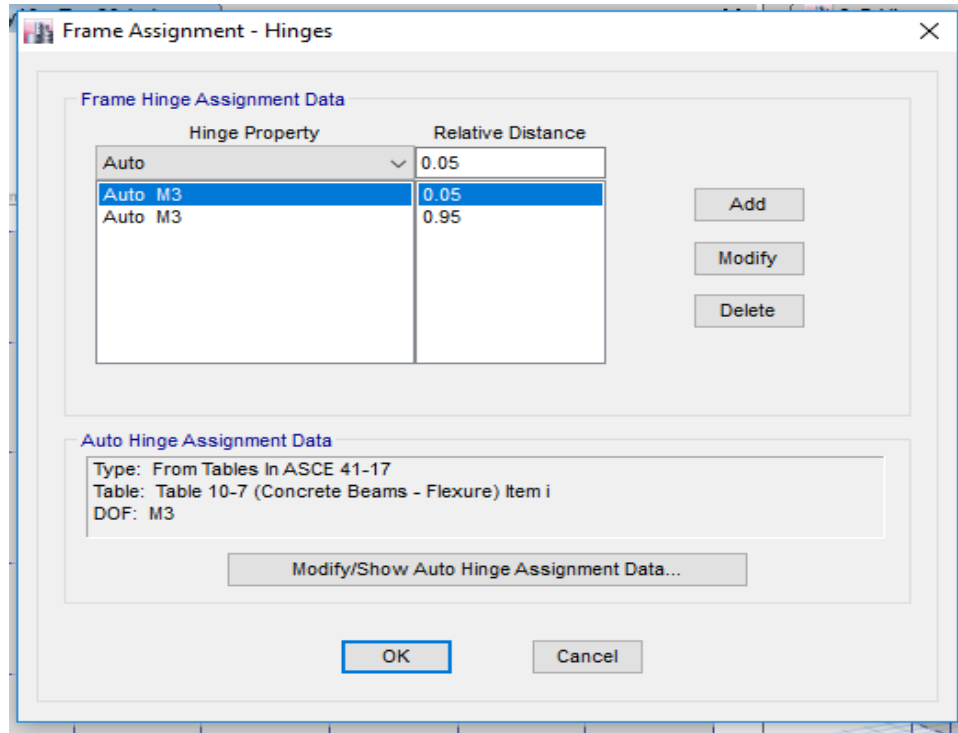 Frame Assignment - Hinges
Frame Hinge Assignment Data
Hinge Property Relative Distance
Auto 0.05
Auto M3 0.05
Auto M3 0.95
Add
Modify
Delete
Auto Hinge Assignment Data
Type: From Tables In ASCE 41-17
Table: Table 10-7 (Concrete Beams - Flexure) Item i
DOF: M3
Modify/Show Auto Hinge Assignment Data...
OK Cancel